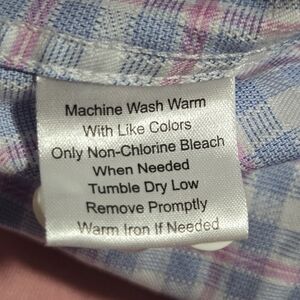 Machine Wash Warm
With Like Colors
Only Non-Chlorine Bleach
When Needed
Tumble Dry Low
Remove Promptly
Warm Iron If Needed